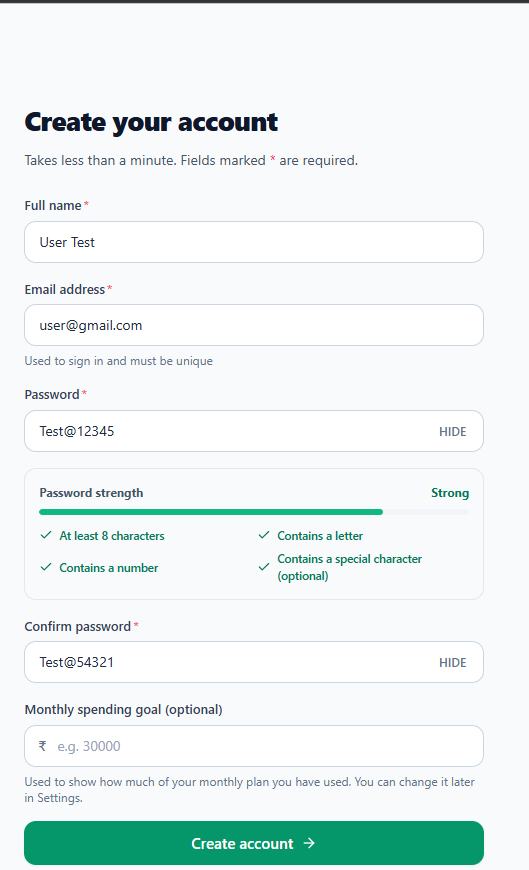 Create your account
Takes less than a minute. Fields marked * are required.
Full name *
User Test
Email address *
user@gmail.com
Used to sign in and must be unique
Password *
Test@12345 HIDE
Password strength Strong
At least 8 characters
Contains a letter
Contains a number
Contains a special character
(optional)
Confirm password *
Test@54321 HIDE
Monthly spending goal (optional)
₹ e.g. 30000
Used to show how much of your monthly plan you have used. You can change it later
in Settings.
Create account →